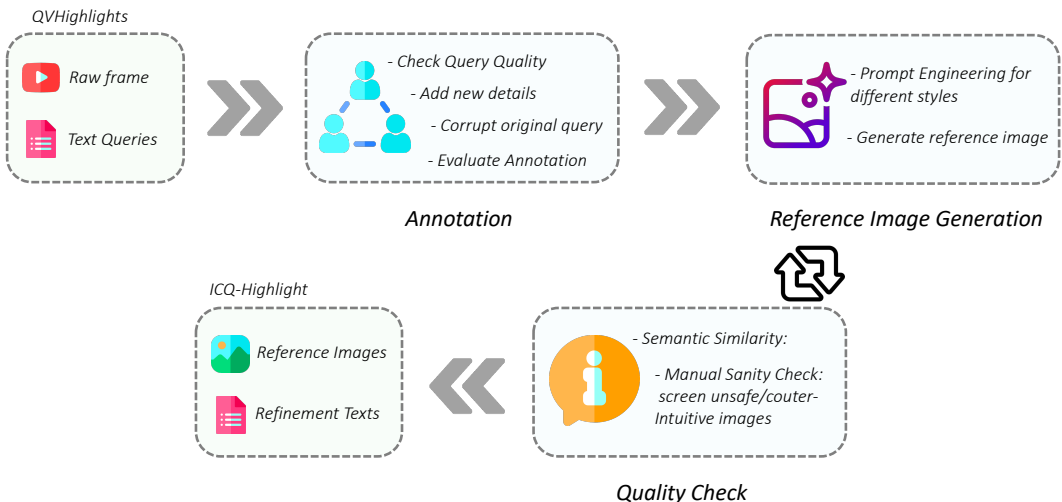 QVHighlights
Raw frame
Text Queries
- Check Query Quality
- Add new details
- Corrupt original query
- Evaluate Annotation
Annotation
- Prompt Engineering for
different styles
- Generate reference image
Reference Image Generation
ICQ-Highlight
Reference Images
Refinement Texts
- Semantic Similarity:
- Manual Sanity Check:
screen unsafe/couter-
Intuitive images
Quality Check